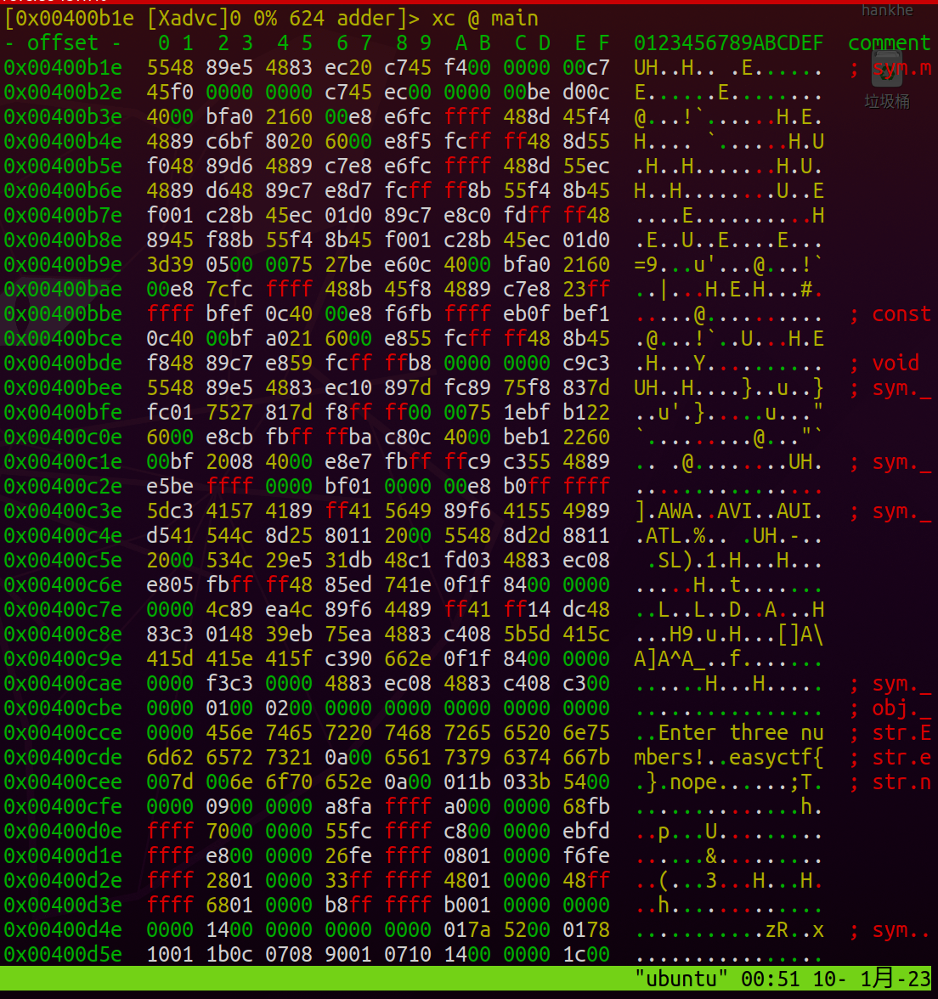 [0x00400b1e [Xadvc]0 0% 624 adder]> xc @ main
hankhe
- offset -   0 1  2 3  4 5  6 7  8 9  A B  C D  E F  0123456789ABCDEF  comment
0x00400b1e  5548 89e5 4883 ec20 c745 f400 0000 00c7  UH..H.. .E......  ; sym.m
0x00400b2e  45f0 0000 0000 c745 ec00 0000 00be d00c  E......E........
垃圾桶
0x00400b3e  4000 bfa0 2160 00e8 e6fc ffff 488d 45f4  @...!`......H.E.
0x00400b4e  4889 c6bf 8020 6000 e8f5 fcff ff48 8d55  H.... `......H.U
0x00400b5e  f048 89d6 4889 c7e8 e6fc ffff 488d 55ec  .H..H.......H.U.
0x00400b6e  4889 d648 89c7 e8d7 fcff ff8b 55f4 8b45  H..H........U..E
0x00400b7e  f001 c28b 45ec 01d0 89c7 e8c0 fdff ff48  ....E..........H
0x00400b8e  8945 f88b 55f4 8b45 f001 c28b 45ec 01d0  .E..U..E....E...
0x00400b9e  3d39 0500 0075 27be e60c 4000 bfa0 2160  =9...u'...@...!`
0x00400bae  00e8 7cfc ffff 488b 45f8 4889 c7e8 23ff  ..|...H.E.H...#.
0x00400bbe  ffff bfef 0c40 00e8 f6fb ffff eb0f bef1  .....@..........  ; const
0x00400bce  0c40 00bf a021 6000 e855 fcff ff48 8b45  .@...!`..U...H.E
0x00400bde  f848 89c7 e859 fcff ffb8 0000 0000 c9c3  .H...Y..........  ; void
0x00400bee  5548 89e5 4883 ec10 897d fc89 75f8 837d  UH..H....}..u..}  ; sym._
0x00400bfe  fc01 7527 817d f8ff ff00 0075 1ebf b122  ..u'.}.....u..."
0x00400c0e  6000 e8cb fbff ffba c80c 4000 beb1 2260  `.........@..."`
0x00400c1e  00bf 2008 4000 e8e7 fbff ffc9 c355 4889  .. .@........UH.  ; sym._
0x00400c2e  e5be ffff 0000 bf01 0000 00e8 b0ff ffff  ................
0x00400c3e  5dc3 4157 4189 ff41 5649 89f6 4155 4989  ].AWA..AVI..AUI.  ; sym._
0x00400c4e  d541 544c 8d25 8011 2000 5548 8d2d 8811  .ATL.%.. .UH.-..
0x00400c5e  2000 534c 29e5 31db 48c1 fd03 4883 ec08   .SL).1.H...H...
0x00400c6e  e805 fbff ff48 85ed 741e 0f1f 8400 0000  .....H..t.......
0x00400c7e  0000 4c89 ea4c 89f6 4489 ff41 ff14 dc48  ..L..L..D..A...H
0x00400c8e  83c3 0148 39eb 75ea 4883 c408 5b5d 415c  ...H9.u.H...[]A\
0x00400c9e  415d 415e 415f c390 662e 0f1f 8400 0000  A]A^A_..f.......
0x00400cae  0000 f3c3 0000 4883 ec08 4883 c408 c300  ......H...H.....  ; sym._
0x00400cbe  0000 0100 0200 0000 0000 0000 0000 0000  ................  ; obj._
0x00400cce  0000 456e 7465 7220 7468 7265 6520 6e75  ..Enter three nu  ; str.E
0x00400cde  6d62 6572 7321 0a00 6561 7379 6374 667b  mbers!..easyctf{  ; str.e
0x00400cee  007d 006e 6f70 652e 0a00 011b 033b 5400  .}.nope......;T.  ; str.n
0x00400cfe  0000 0900 0000 a8fa ffff a000 0000 68fb  ..............h.
0x00400d0e  ffff 7000 0000 55fc ffff c800 0000 ebfd  ..p...U.........
0x00400d1e  ffff e800 0000 26fe ffff 0801 0000 f6fe  ......&.........
0x00400d2e  ffff 2801 0000 33ff ffff 4801 0000 48ff  ..(...3...H...H.
0x00400d3e  ffff 6801 0000 b8ff ffff b001 0000 0000  ..h.............
0x00400d4e  0000 1400 0000 0000 0000 017a 5200 0178  ...........zR..x  ; sym..
0x00400d5e  1001 1b0c 0708 9001 0710 1400 0000 1c00  ................
"ubuntu" 00:51 10- 1月-23